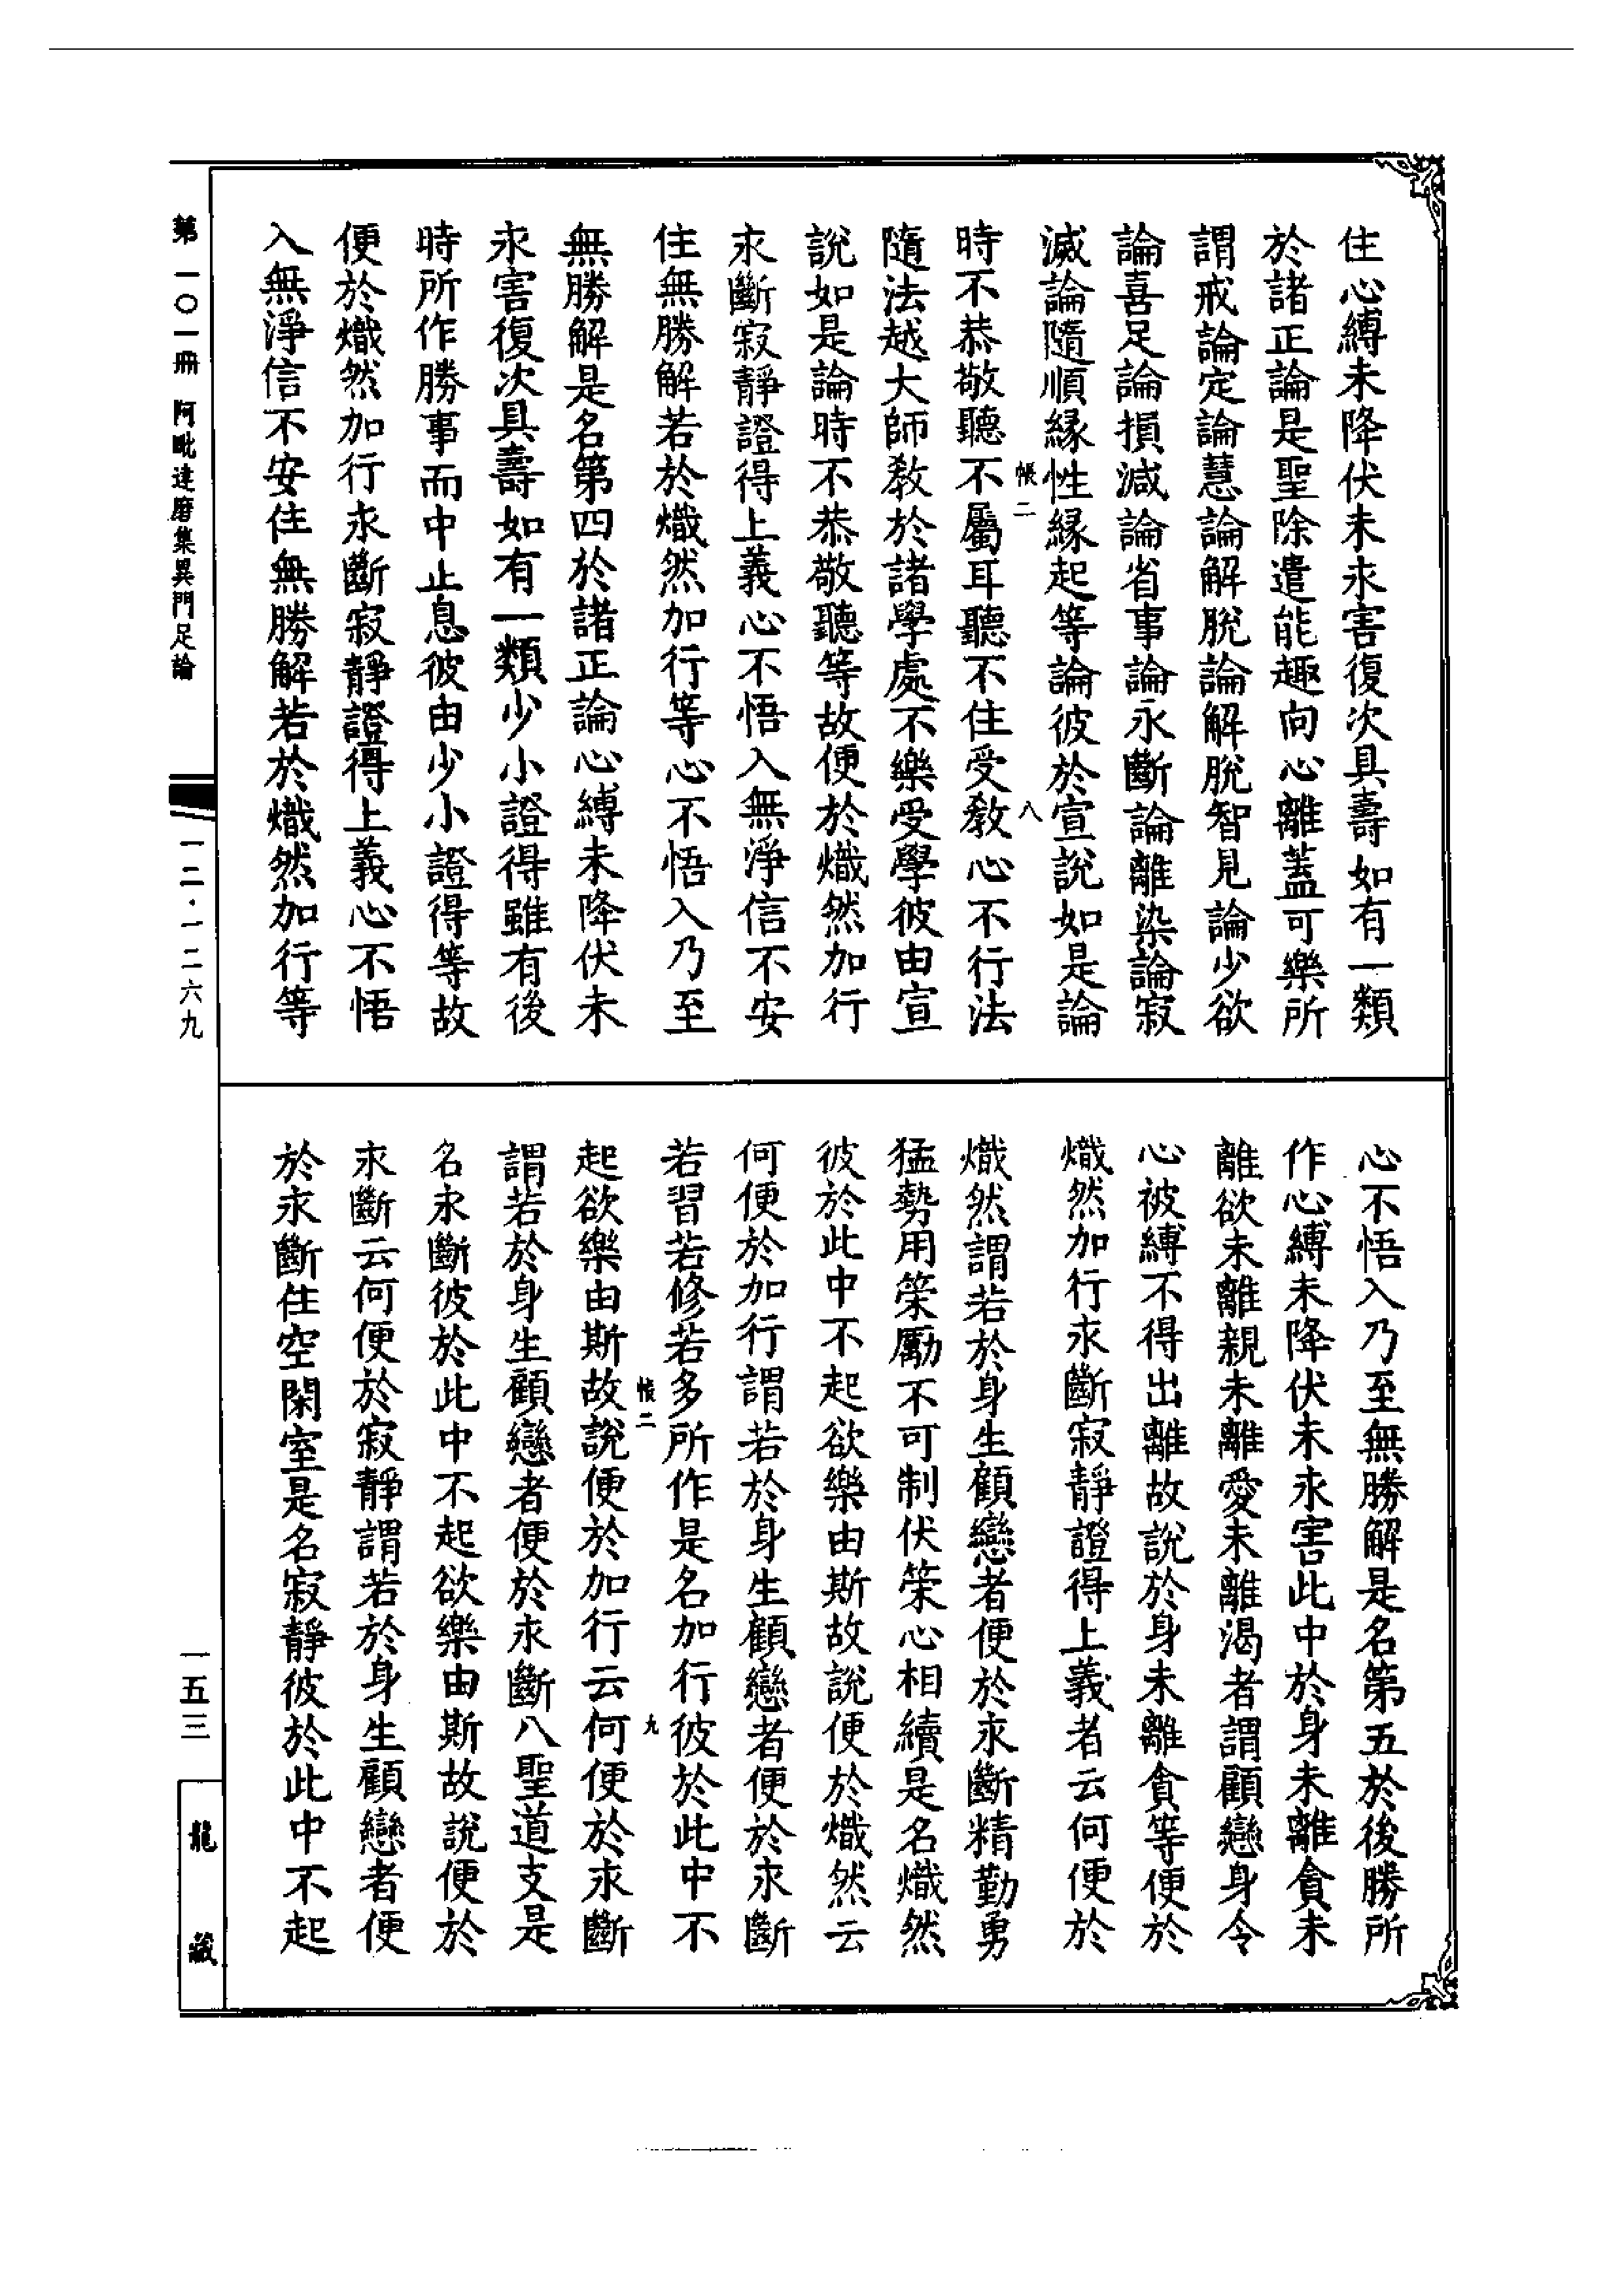 住心縛未降伏未永害復次具壽如有一類
於諸正論是聖除遣能趣向心離蓋可樂所
謂戒論定論慧論解脫論解脫智見論少欲
論喜足論損減論省事論永斷論離染論寂
滅論隨順緣性緣起等論彼於宣說如是論
帳二 八
時不恭敬聽不屬耳聽不住受教心不行法
隨法越大師教於諸學處不樂受學彼由宣
說如是論時不恭敬聽等故便於熾然加行
永斷寂靜證得上義心不悟入無淨信不安
住無勝解若於熾然加行等心不悟入乃至
無勝解是名第四於諸正論心縛未降伏未
永害復次具壽如有一類少小證得雖有後
時所作勝事而中止息彼由少小證得等故
便於熾然加行永斷寂靜證得上義心不悟
入無淨信不安住無勝解若於熾然加行等
心不悟入乃至無勝解是名第五於後勝所
作心縛未降伏未永害此中於身未離貪未
離欲未離親未離愛未離渴者謂顧戀身令
心被縛不得出離故說於身未離貪等便於
熾然加行永斷寂靜證得上義者云何便於
熾然謂若於身生顧戀者便於永斷精勤勇
猛勢用策勵不可制伏策心相續是名熾然
彼於此中不起欲樂由斯故說便於熾然云
何便於加行謂若於身生顧戀者便於永斷
若習若修若多所作是名加行彼於此中不
帳二 九
起欲樂由斯故說便於加行云何便於永斷
謂若於身生顧戀者便於永斷八聖道支是
名永斷彼於此中不起欲樂由斯故說便於
永斷云何便於寂靜謂若於身生顧戀者便
於永斷住空閑室是名寂靜彼於此中不起
第一〇一冊 阿毗達磨集異門足論
一二·一二六九
一五三
龍藏